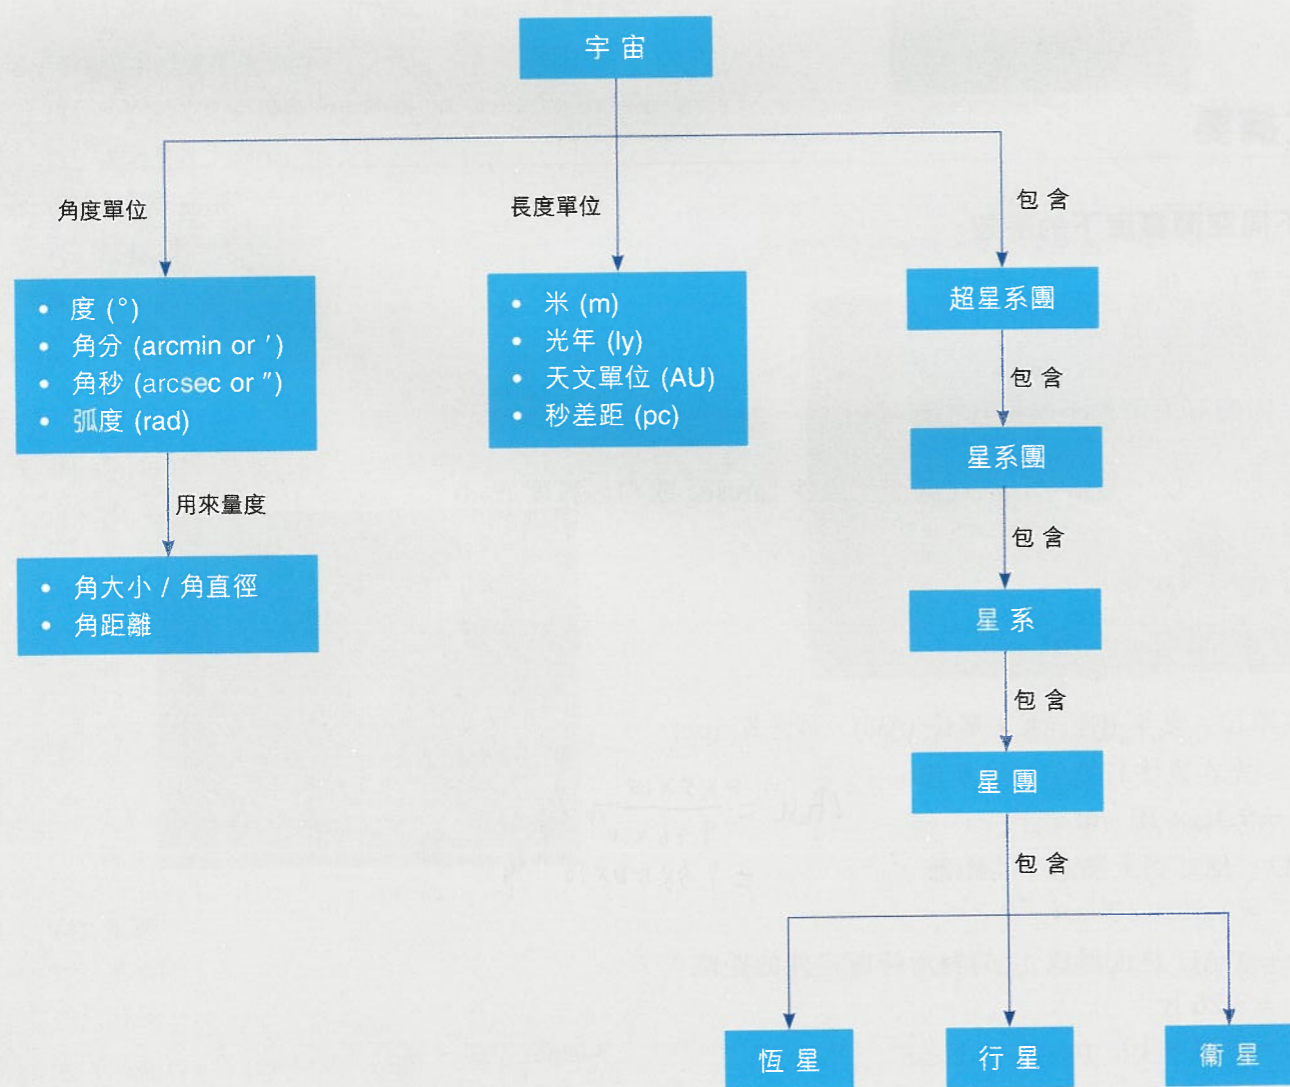 宇宙
角度單位
長度單位
包含
• 度 (°)
• 角分 (arcmin or ′)
• 角秒 (arcsec or ″)
• 弧度 (rad)
• 米 (m)
• 光年 (ly)
• 天文單位 (AU)
• 秒差距 (pc)
超星系團
包含
星系團
用來量度
包含
• 角大小 / 角直徑
• 角距離
星系
包含
星團
包含
恆星
行星
衞星